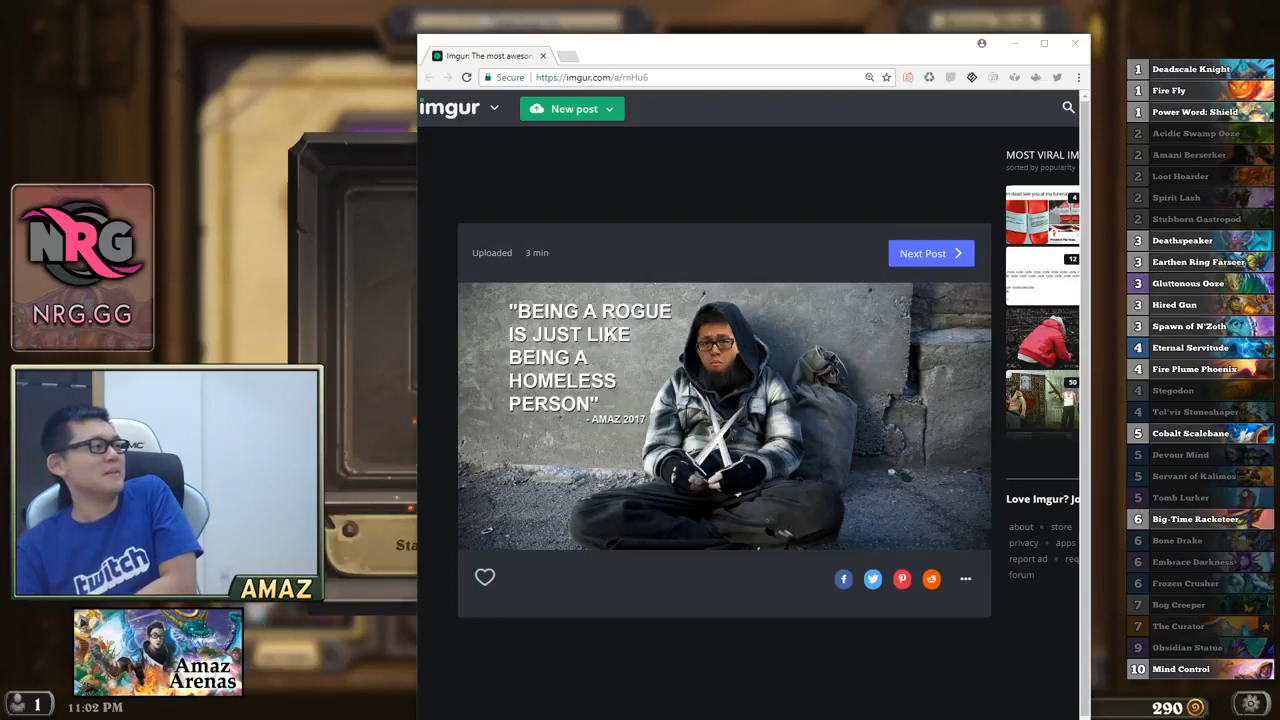 Imgur: The most aweson
Secure
https://imgur.com/a/rnHu6
imgur
New post
MOST VIRAL IM
sorted by popularity
4
12
50
Uploaded 3 min
Next Post
"BEING A ROGUE
IS JUST LIKE
BEING A
HOMELESS
PERSON"
- AMAZ 2017
Love Imgur? Jo
about store
privacy apps
report ad req
forum
NRG
NRG.GG
twitch
AMAZ
Amaz
Arenas
1
11:02 PM
Sta
1 Deadscale Knight
1 Fire Fly
1 Power Word: Shield
2 Acidic Swamp Ooze
2 Amani Berserker
2 Loot Hoarder
2 Spirit Lash
2 Stubborn Gastropod
3 Deathspeaker
3 Earthen Ring Farseer
3 Gluttonous Ooze
3 Hired Gun
3 Spawn of N'Zoth
4 Eternal Servitude
4 Fire Plume Phoenix
4 Stegodon
4 Tol'vir Stoneshaper
5 Cobalt Scalebane
5 Devour Mind
5 Servant of Kalimos
5 Tomb Lurker
6 Big-Time Racketeer
6 Bone Drake
6 Embrace Darkness
6 Frozen Crusher
7 Bog Creeper
7 The Curator
9 Obsidian Statue
10 Mind Control
290